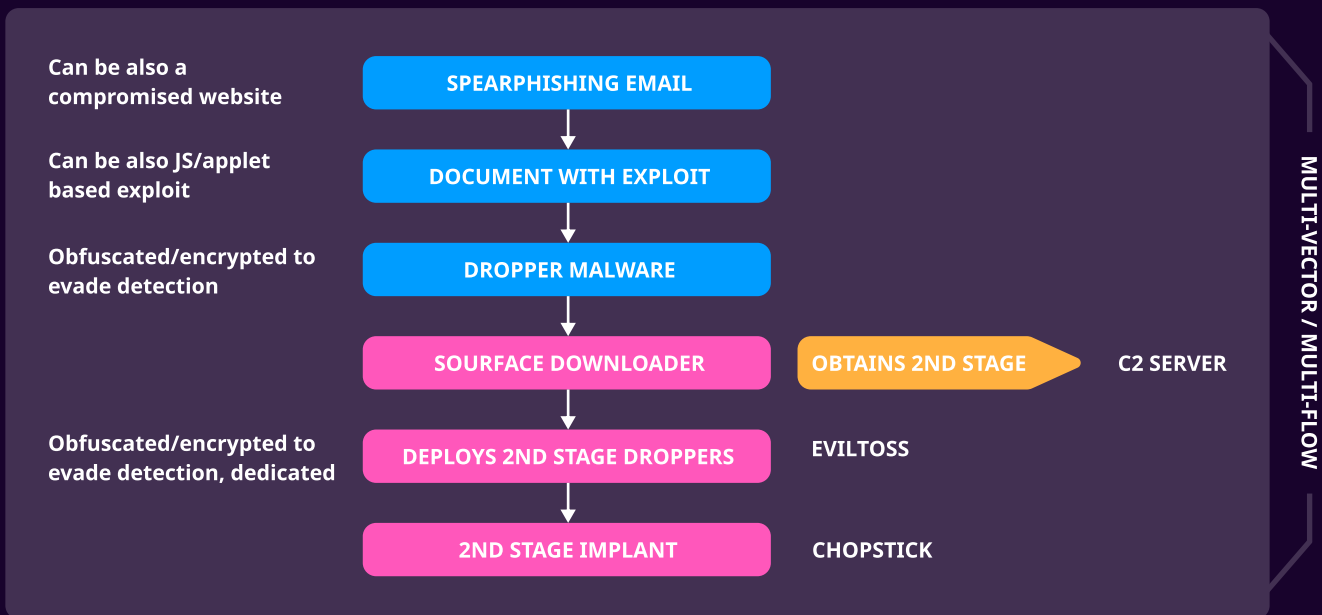 Can be also a
compromised website
SPEARPHISHING EMAIL
Can be also JS/applet
based exploit
DOCUMENT WITH EXPLOIT
Obfuscated/encrypted to
evade detection
DROPPER MALWARE
SOURFACE DOWNLOADER
OBTAINS 2ND STAGE
C2 SERVER
Obfuscated/encrypted to
evade detection, dedicated
DEPLOYS 2ND STAGE DROPPERS
EVILTOSS
2ND STAGE IMPLANT
CHOPSTICK
MULTI-VECTOR / MULTI-FLOW